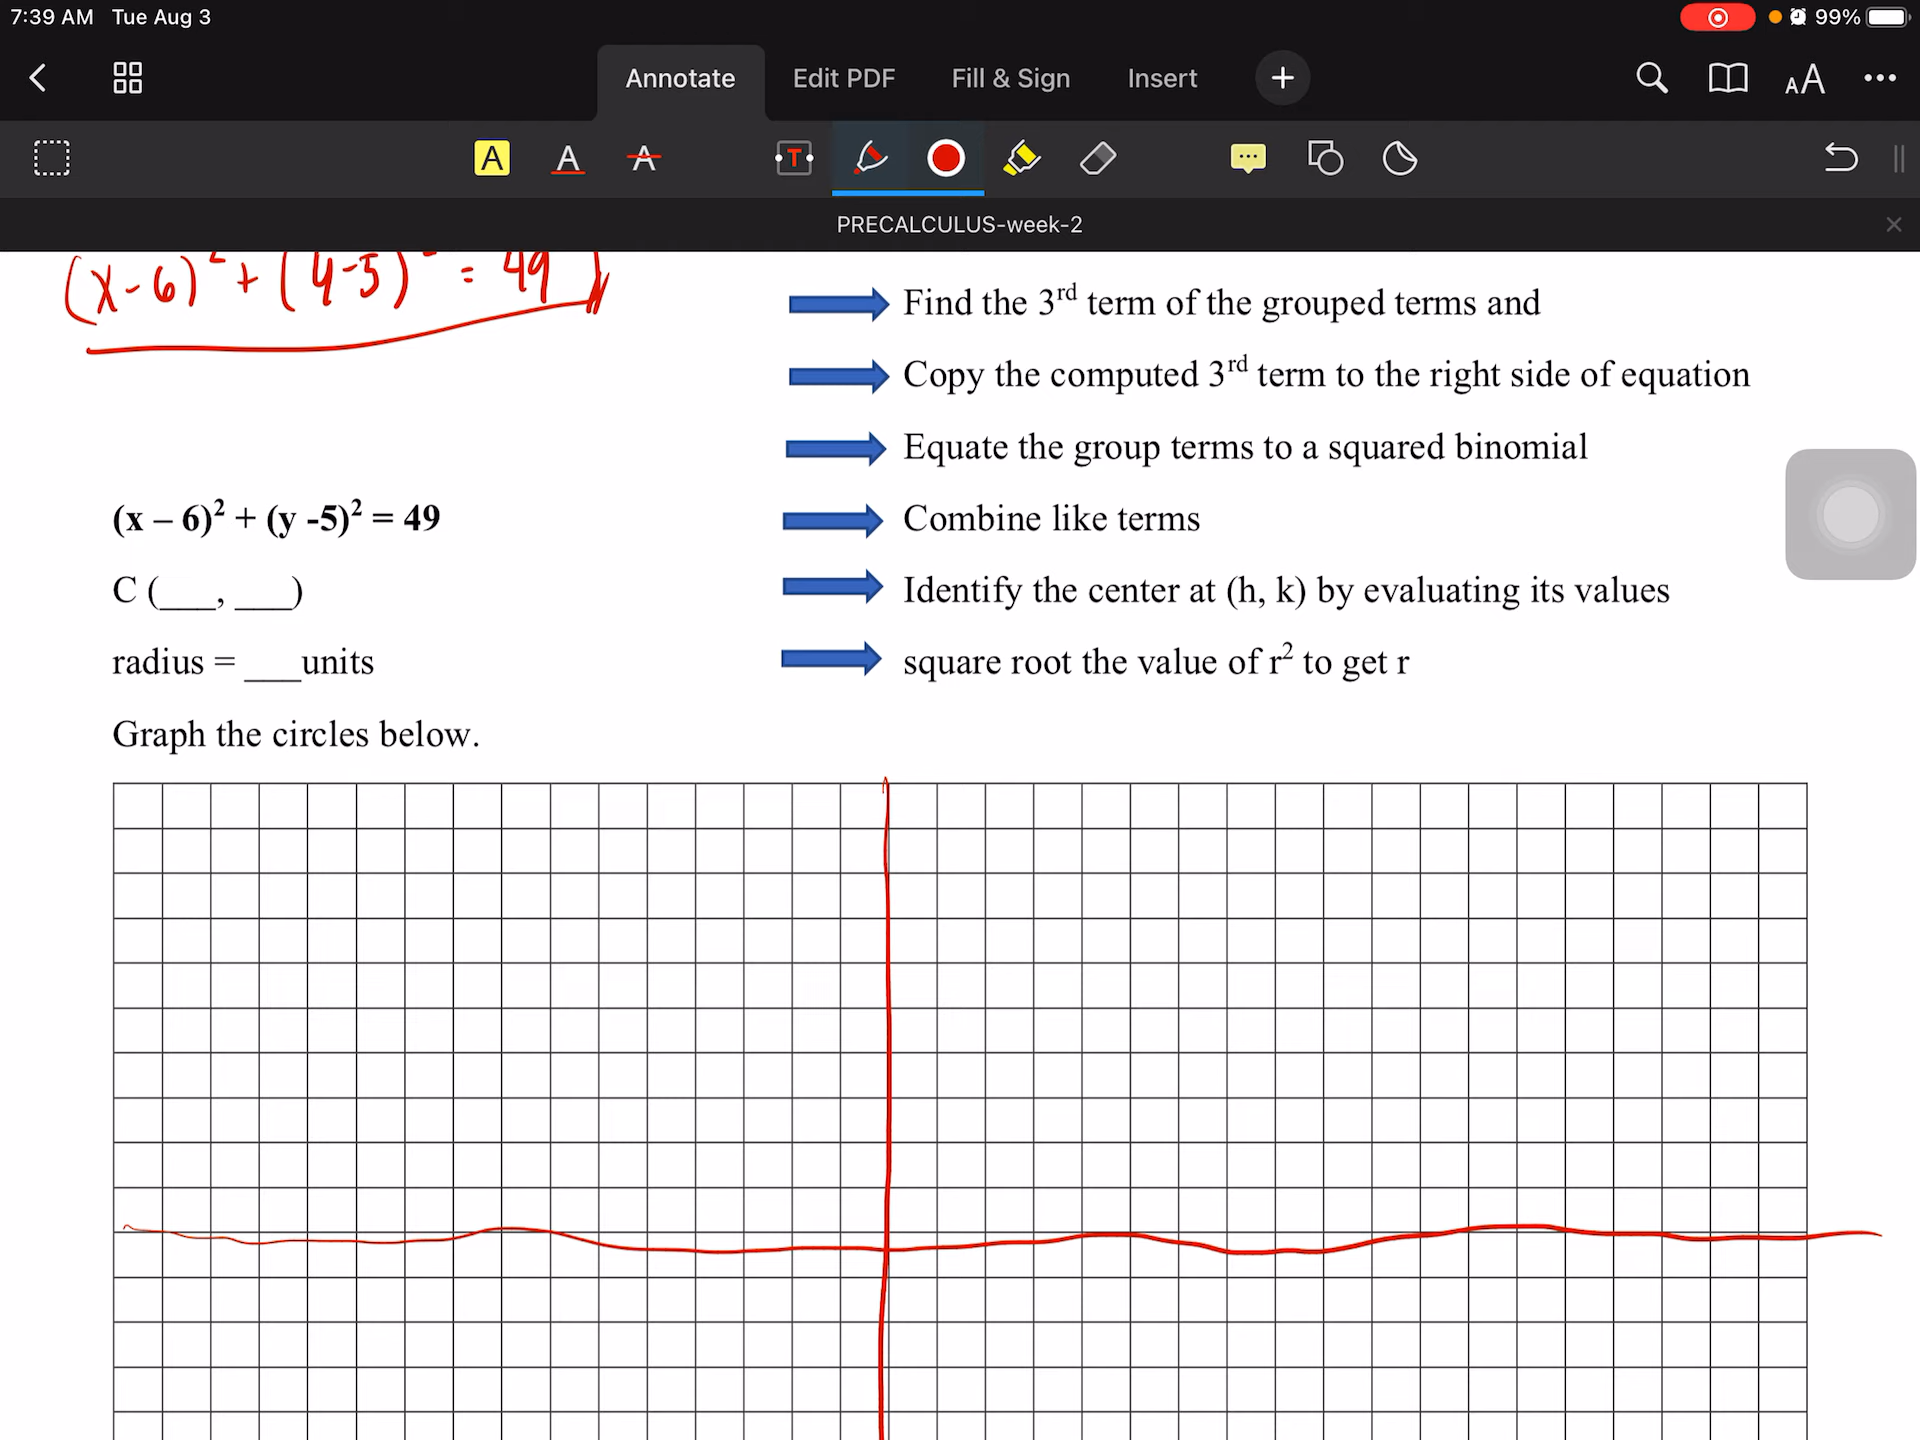 7:39 AM Tue Aug 3 99%
Annotate Edit PDF Fill & Sign Insert AA
A A A T
PRECALCULUS-week-2
(x-6)² + (y-5)² = 49
Find the 3rd term of the grouped terms and
Copy the computed 3rd term to the right side of equation
Equate the group terms to a squared binomial
(x – 6)² + (y -5)² = 49
Combine like terms
C (___, ___)
Identify the center at (h, k) by evaluating its values
radius = ___units
square root the value of r² to get r
Graph the circles below.